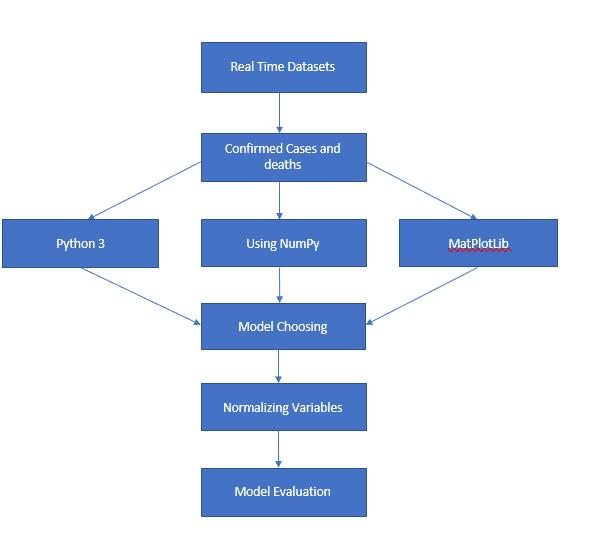 Real Time Datasets
Confirmed Cases and
deaths
Python 3
Using NumPy
MatPlotLib
Model Choosing
Normalizing Variables
Model Evaluation